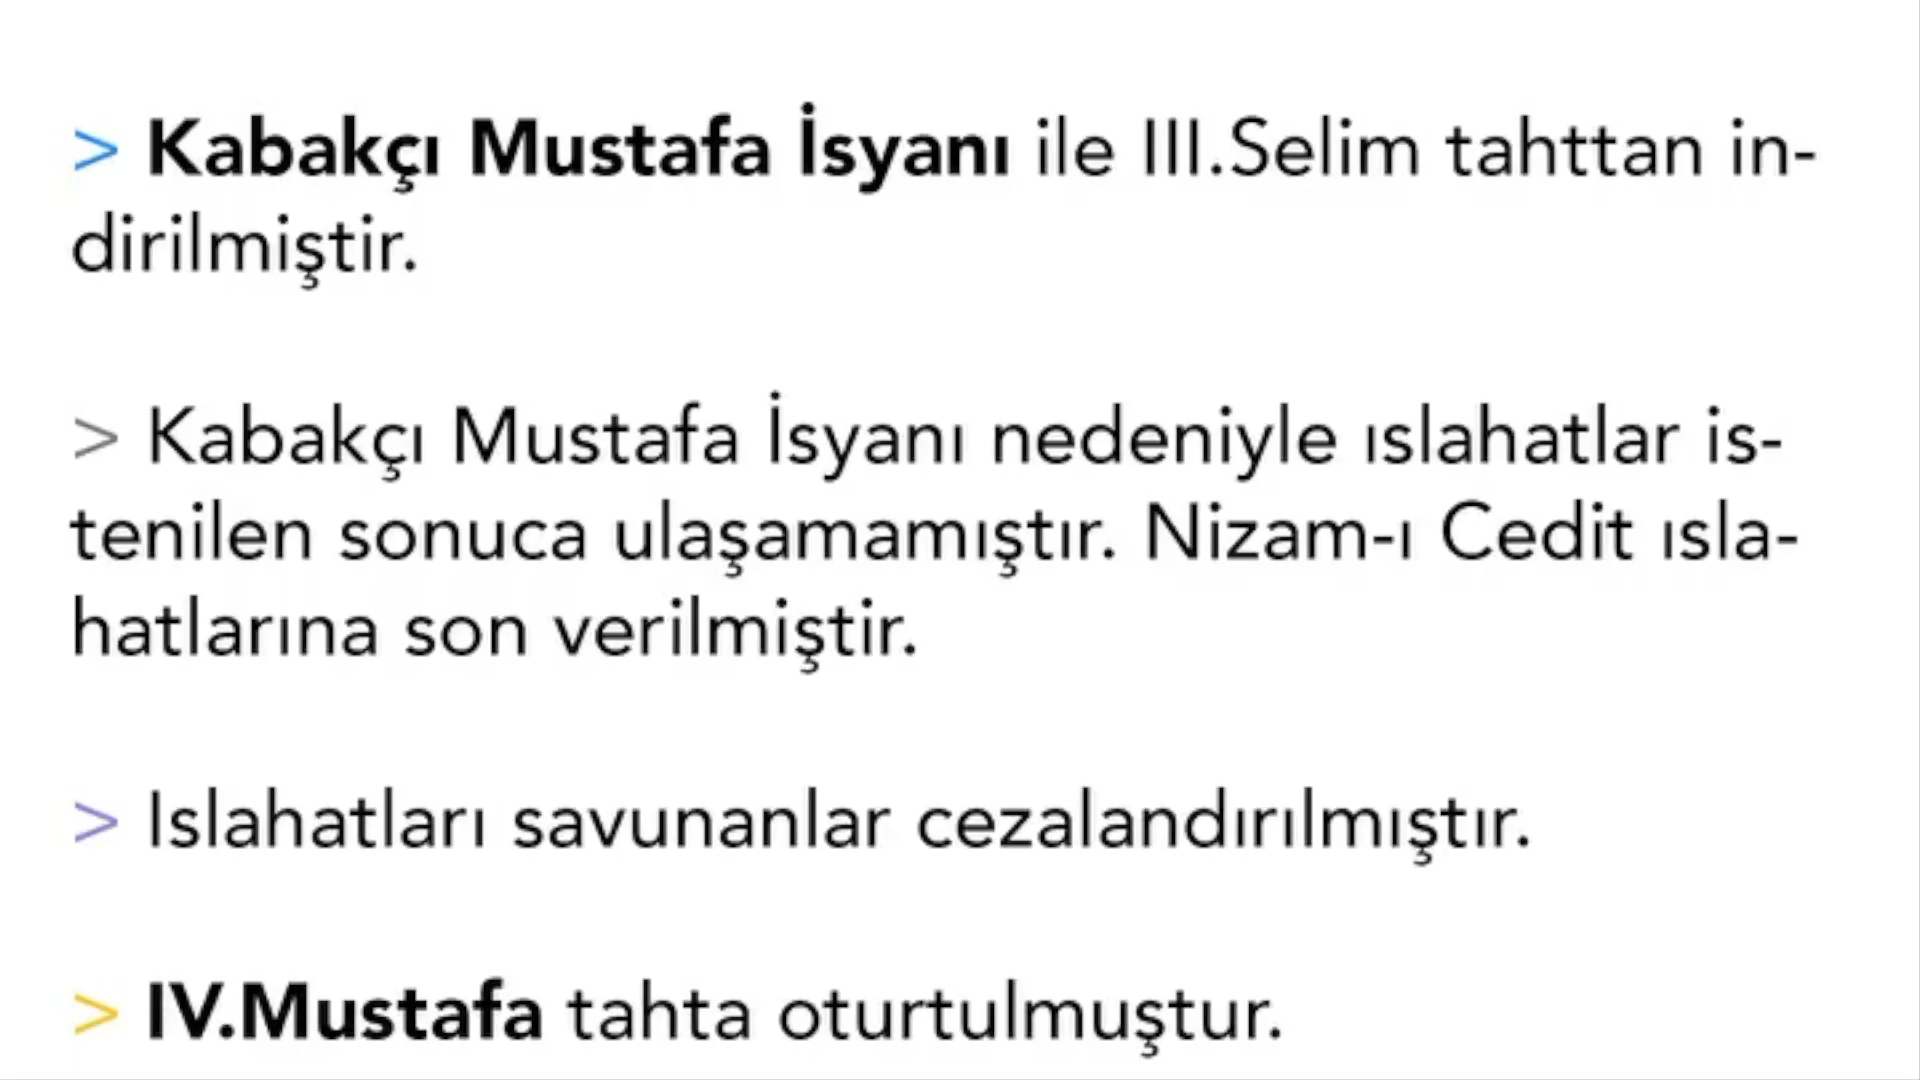 > Kabakçı Mustafa İsyanı ile III.Selim tahttan in-
dirilmiştir.
> Kabakçı Mustafa İsyanı nedeniyle ıslahatlar is-
tenilen sonuca ulaşamamıştır. Nizam-ı Cedit ısla-
hatlarına son verilmiştir.
> Islahatları savunanlar cezalandırılmıştır.
> IV.Mustafa tahta oturtulmuştur.